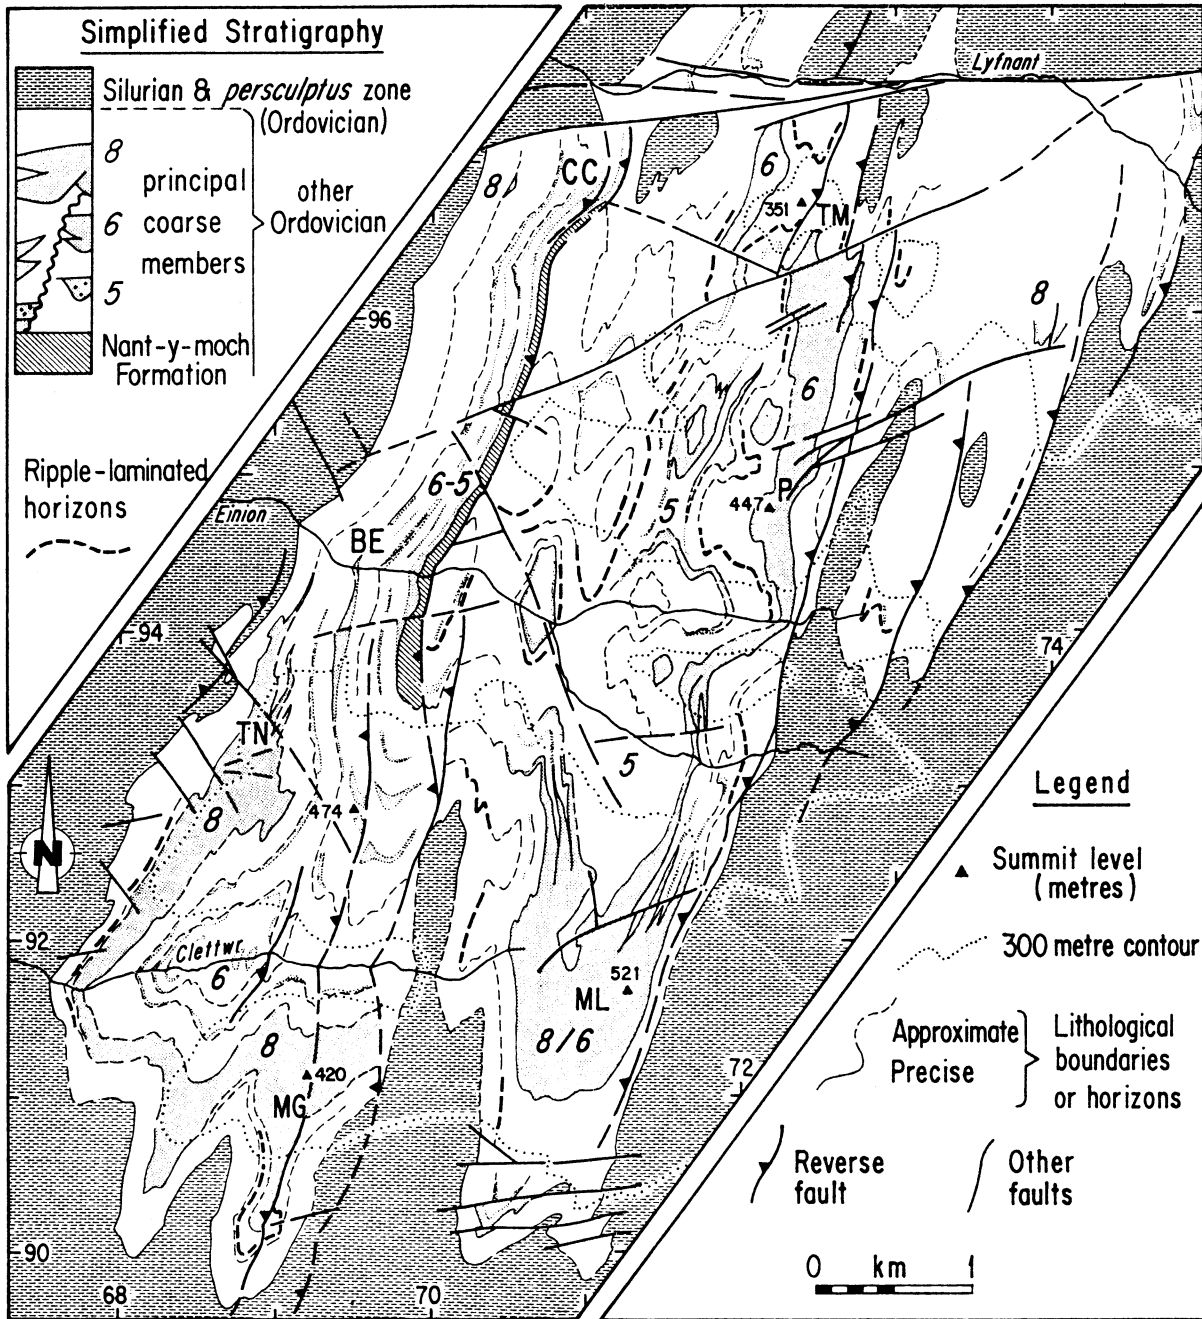 Simplified Stratigraphy
Silurian & persculptus zone
(Ordovician)
8
principal
6
coarse
members
5
other
Ordovician
Nant-y-moch
Formation
Ripple-laminated
horizons
Lyfnant
CC
8
6
351
TM
8
96
6
6-5
5
P
447
Einion
BE
94
74
TN
5
474
8
N
92
Clettwr
6
521
ML
8/6
8
72
420
MG
90
68
70
Legend
Summit level
(metres)
300 metre contour
Approximate
Precise
Lithological
boundaries
or horizons
Reverse
fault
Other
faults
0 km 1